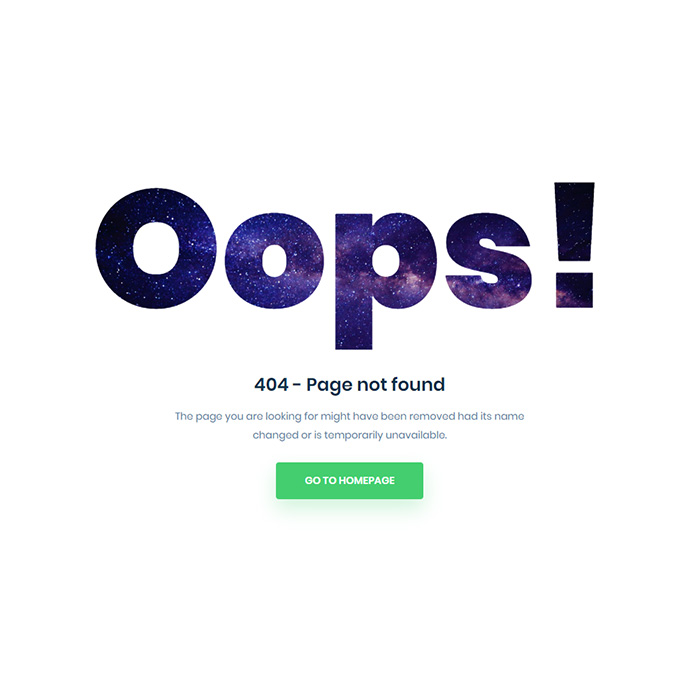 Oops!
404 - Page not found
The page you are looking for might have been removed had its name
changed or is temporarily unavailable.
GO TO HOMEPAGE